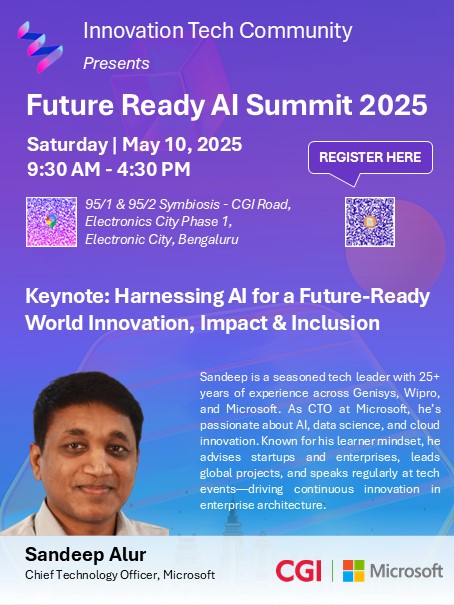 Innovation Tech Community
Presents
Future Ready AI Summit 2025
Saturday | May 10, 2025
9:30 AM - 4:30 PM
REGISTER HERE
95/1 & 95/2 Symbiosis - CGI Road,
Electronics City Phase 1,
Electronic City, Bengaluru
Keynote: Harnessing AI for a Future-Ready
World Innovation, Impact & Inclusion
Sandeep is a seasoned tech leader with 25+
years of experience across Genisys, Wipro,
and Microsoft. As CTO at Microsoft, he's
passionate about AI, data science, and cloud
innovation. Known for his learner mindset, he
advises startups and enterprises, leads
global projects, and speaks regularly at tech
events—driving continuous innovation in
enterprise architecture.
Sandeep Alur
Chief Technology Officer, Microsoft
CGI | Microsoft